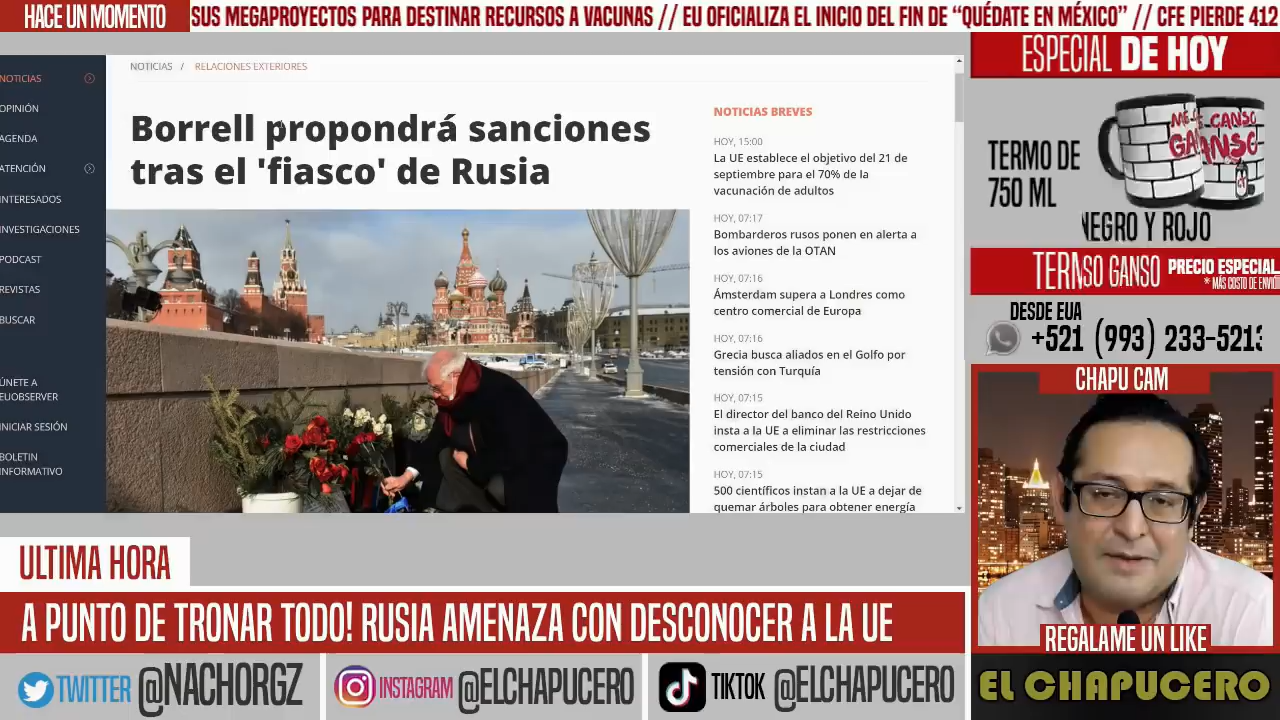 HACE UN MOMENTO
SUS MEGAPROYECTOS PARA DESTINAR RECURSOS A VACUNAS // EU OFICIALIZA EL INICIO DEL FIN DE “QUÉDATE EN MÉXICO” // CFE PIERDE 412
NOTICIAS
OPINIÓN
AGENDA
ATENCIÓN
INTERESADOS
INVESTIGACIONES
PODCAST
REVISTAS
BUSCAR
ÚNETE A
EUOBSERVER
INICIAR SESIÓN
BOLETIN
INFORMATIVO
NOTICIAS / RELACIONES EXTERIORES
Borrell propondrá sanciones
tras el 'fiasco' de Rusia
NOTICIAS BREVES
HOY, 15:00
La UE establece el objetivo del 21 de
septiembre para el 70% de la
vacunación de adultos
HOY, 07:17
Bombarderos rusos ponen en alerta a
los aviones de la OTAN
HOY, 07:16
Ámsterdam supera a Londres como
centro comercial de Europa
HOY, 07:16
Grecia busca aliados en el Golfo por
tensión con Turquía
HOY, 07:15
El director del banco del Reino Unido
insta a la UE a eliminar las restricciones
comerciales de la ciudad
HOY, 07:15
500 científicos instan a la UE a dejar de
quemar árboles para obtener energía
ESPECIAL DE HOY
TERMO DE
750 ML
NEGRO Y ROJO
PRECIO ESPECIAL
* MÁS COSTO DE ENVIÓ
DESDE EUA
+521 (993) 233-5213
CHAPU CAM
REGALAME UN LIKE
EL CHAPUCERO
ULTIMA HORA
A PUNTO DE TRONAR TODO! RUSIA AMENAZA CON DESCONOCER A LA UE
TWITTER @NACHORGZ
INSTAGRAM @ELCHAPUCERO
TIKTOK @ELCHAPUCERO